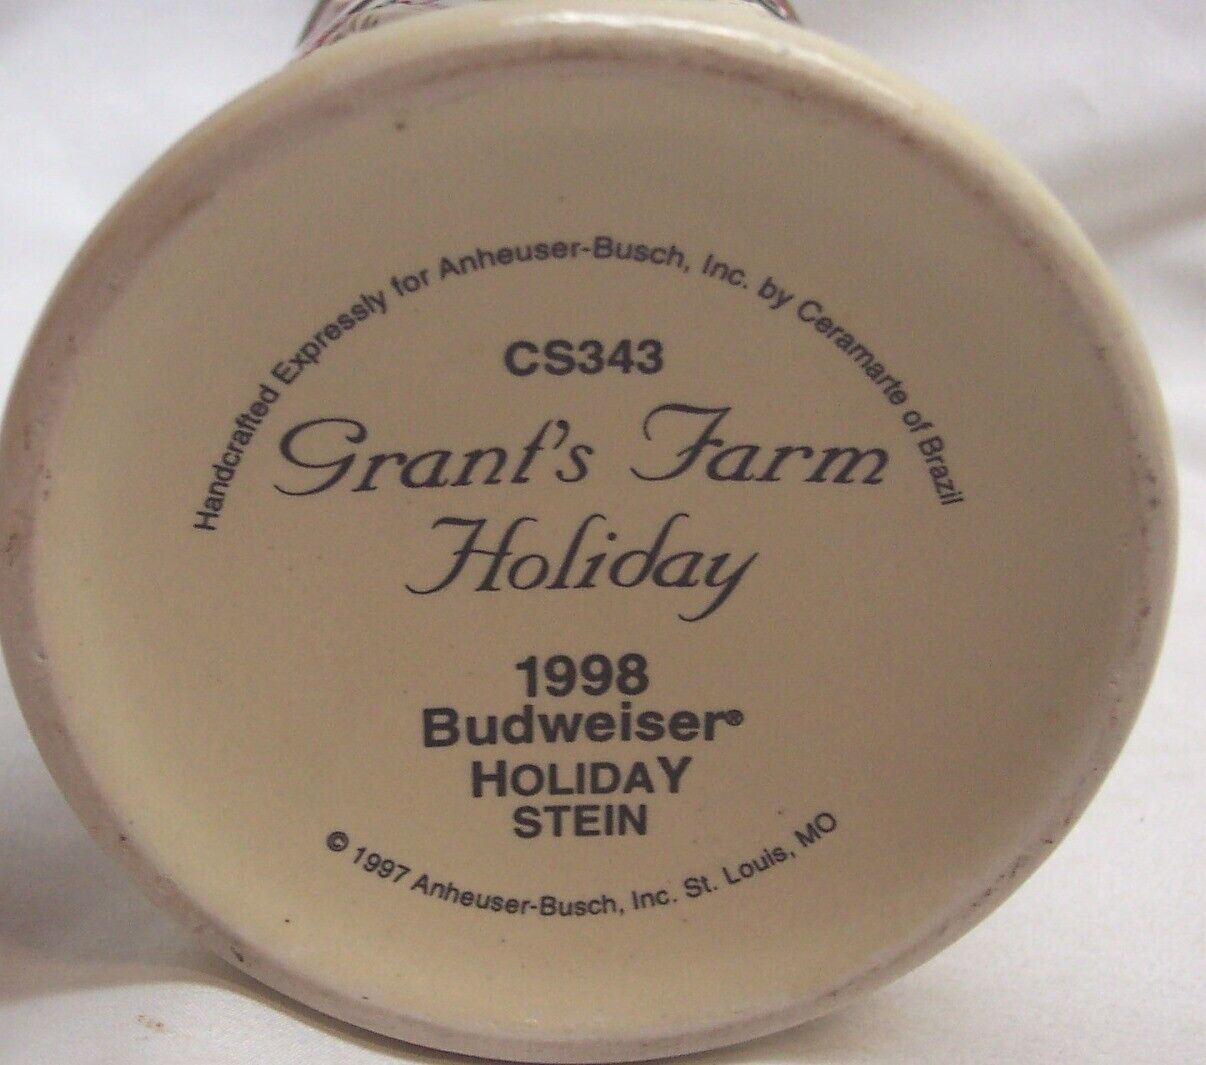 Handcrafted Expressly for Anheuser-Busch, Inc. by Ceramarte of Brazil
CS343
Grant's Farm
Holiday
1998
Budweiser®
HOLIDAY
STEIN
© 1997 Anheuser-Busch, Inc. St. Louis, MO